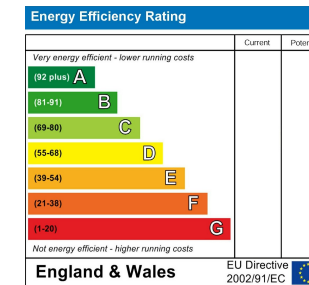 Energy Efficiency Rating
Current
Very energy efficient - lower running costs
(92 plus) A
(81-91) B
(69-80) C
(55-68) D
(39-54) E
(21-38) F
(1-20) G
Not energy efficient - higher running costs
England & Wales
EU Directive
2002/91/EC